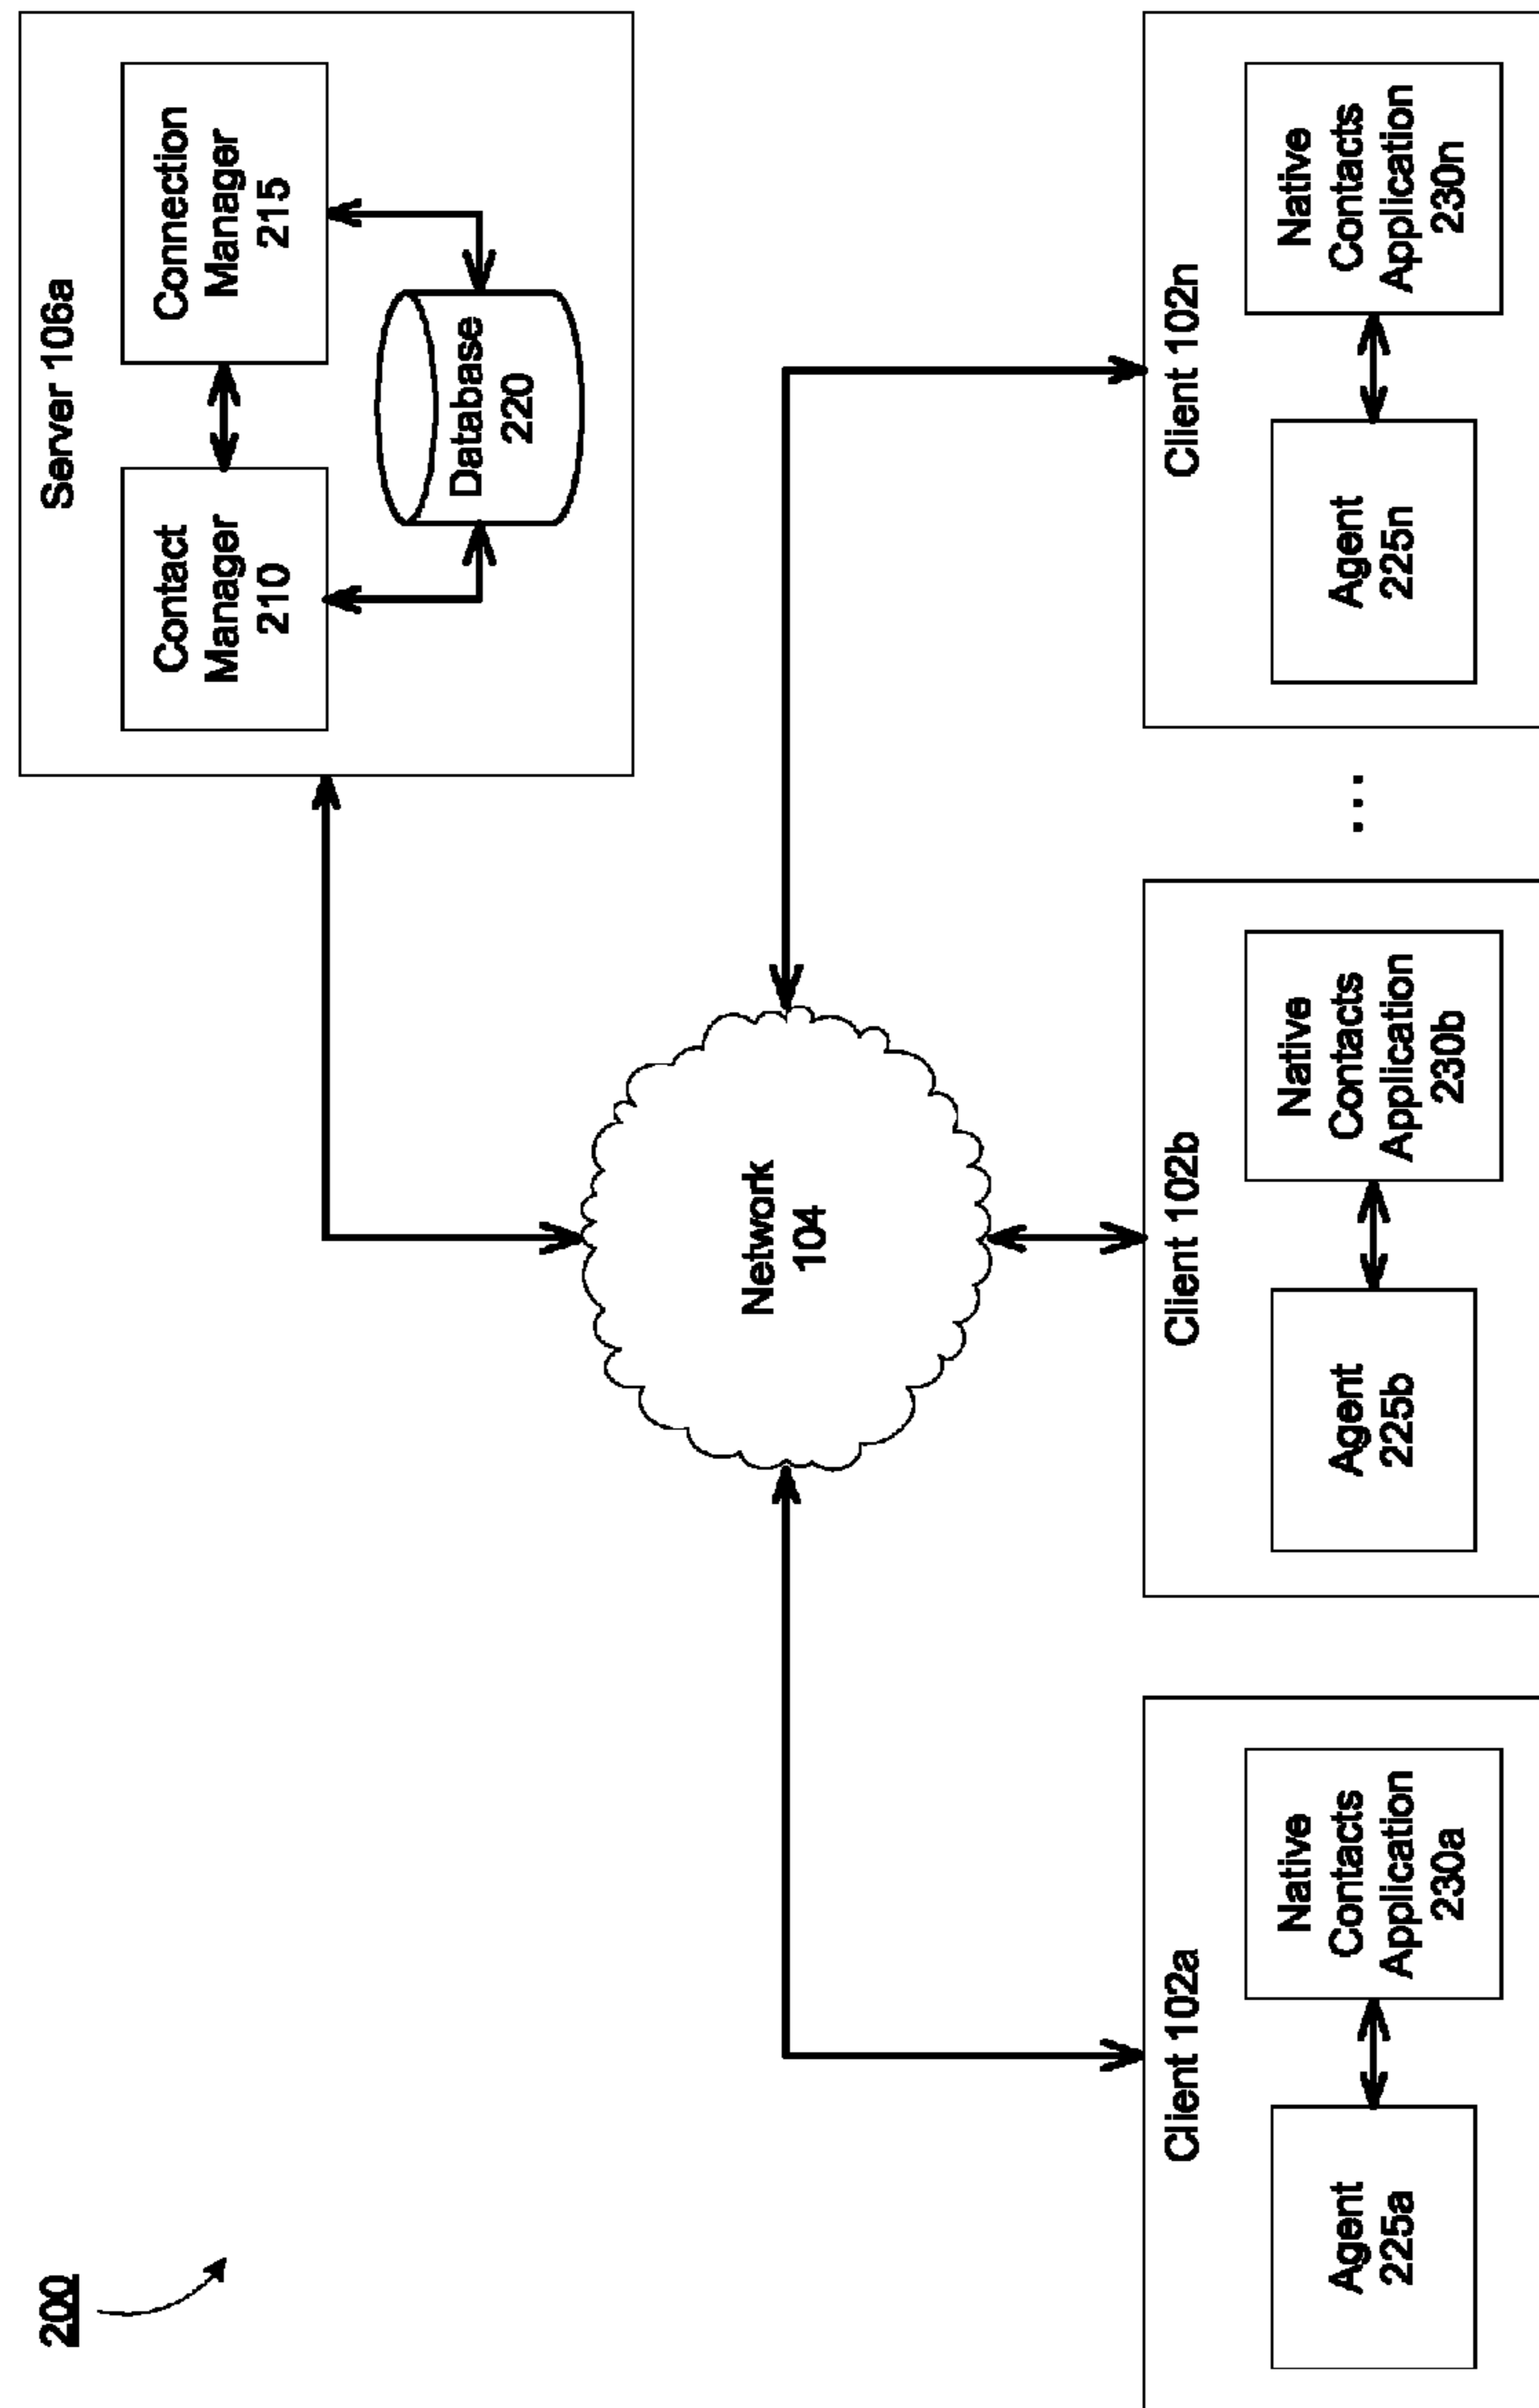 200
Server 106a
Contact
Manager
210
Connection
Manager
215
Database
220
Network
104
Client 102a
Agent
225a
Native
Contacts
Application
230a
Client 102b
Agent
225b
Native
Contacts
Application
230b
...
Client 102n
Agent
225n
Native
Contacts
Application
230n